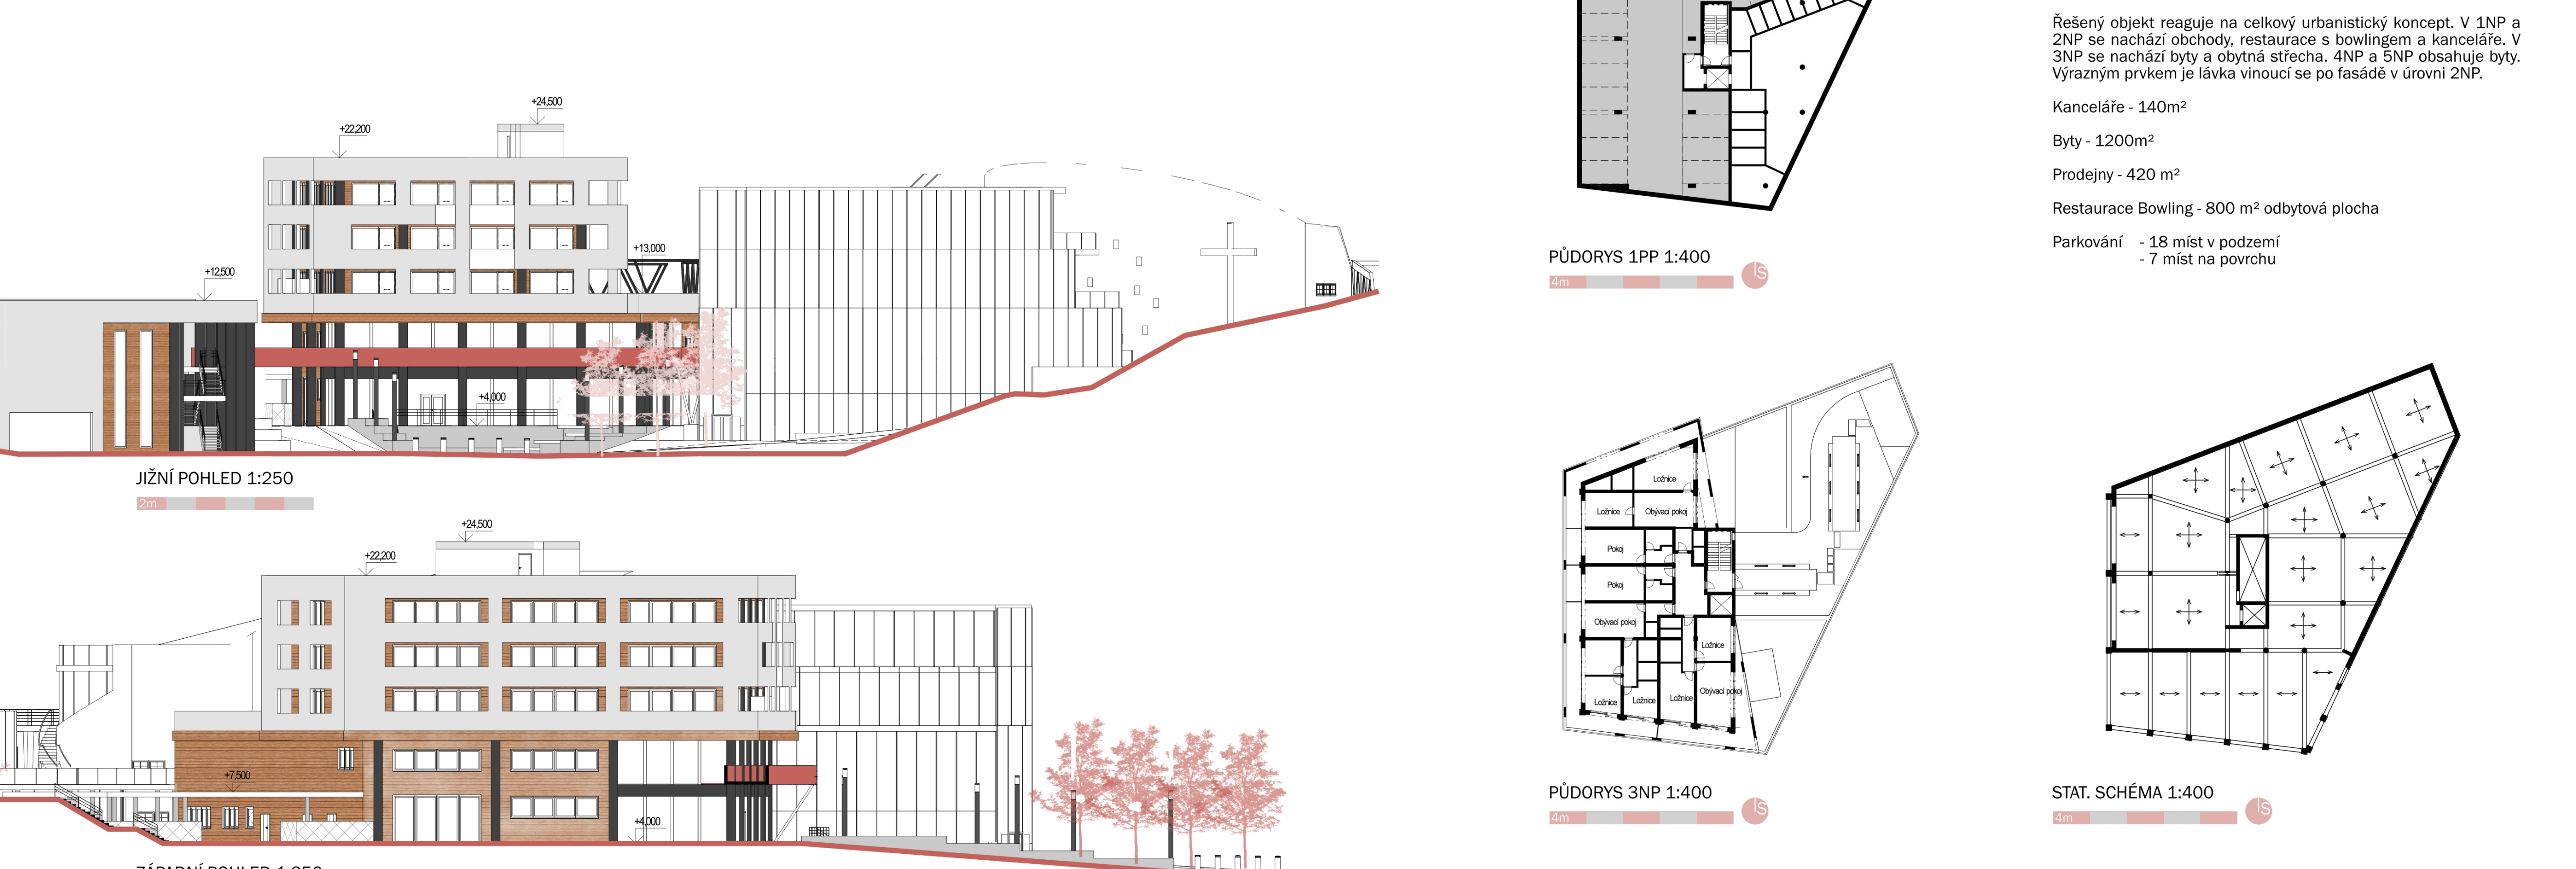 Řešený objekt reaguje na celkový urbanistický koncept. V 1NP a
2NP se nachází obchody, restaurace s bowlingem a kanceláře. V
3NP se nachází byty a obytná střecha. 4NP a 5NP obsahuje byty.
Výrazným prvkem je lávka vinoucí se po fasádě v úrovni 2NP.
Kanceláře - 140m²
Byty - 1200m²
Prodejny - 420 m²
Restaurace Bowling - 800 m² odbytová plocha
Parkování - 18 míst v podzemí
- 7 míst na povrchu
+24,500
+22,200
+13,000
+12,500
+4,000
JIŽNÍ POHLED 1:250
2m
PŮDORYS 1PP 1:400
4m
S
+24,500
+22,200
+7,500
+4,000
ZÁPADNÍ POHLED 1:250
Ložnice
Ložnice
Obývací pokoj
Pokoj
Pokoj
Obývací pokoj
Ložnice
Obývací pokoj
Ložnice
Ložnice
Ložnice
PŮDORYS 3NP 1:400
4m
S
STAT. SCHÉMA 1:400
4m
S